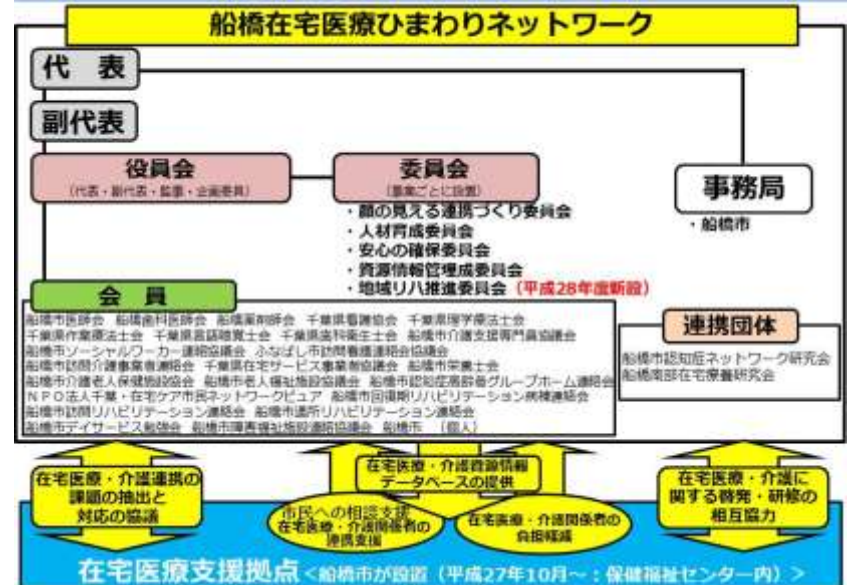 船橋在宅医療ひまわりネットワーク
代 表
副代表
役員会
(代表・副代表・監事・企画委員)
委員会
(事業ごとに設置)
・顔の見える連携づくり委員会
・人材育成委員会
・安心の確保委員会
・資源情報管理成委員会
・地域リハ推進委員会(平成28年度新設)
事務局
・船橋市
会 員
船橋市医師会 船橋歯科医師会 船橋薬剤師会 千葉県看護協会 千葉県理学療法士会
千葉県作業療法士会 千葉県言語聴覚士会 千葉県歯科衛生士会 船橋市介護支援専門員協議会
船橋市ソーシャルワーカー連絡協議会 ふなばし市訪問看護連絡会協議会
船橋市訪問介護事業者連絡会 千葉県在宅サービス事業者協議会 船橋市栄養士会
船橋市介護老人保健施設協会 船橋市老人福祉施設協議会 船橋市認知症高齢者グループホーム連絡会
NPO法人千葉・在宅ケア市民ネットワークピュア 船橋市回復期リハビリテーション病棟連絡会
船橋市訪問リハビリテーション連絡会 船橋市通所リハビリテーション連絡会
船橋市デイサービス勉強会 船橋市障害福祉施設連絡協議会 船橋市 (個人)
連携団体
船橋市認知症ネットワーク研究会
船橋南部在宅療養研究会
在宅医療・介護連携の
課題の抽出と
対応の協議
在宅医療・介護資源情報
データベースの提供
市民への相談支援
在宅医療・介護関係者の
連携支援
在宅医療・介護関係者の
負担軽減
在宅医療・介護に
関する啓発・研修の
相互協力
在宅医療支援拠点<船橋市が設置(平成27年10月~:保健福祉センター内)>